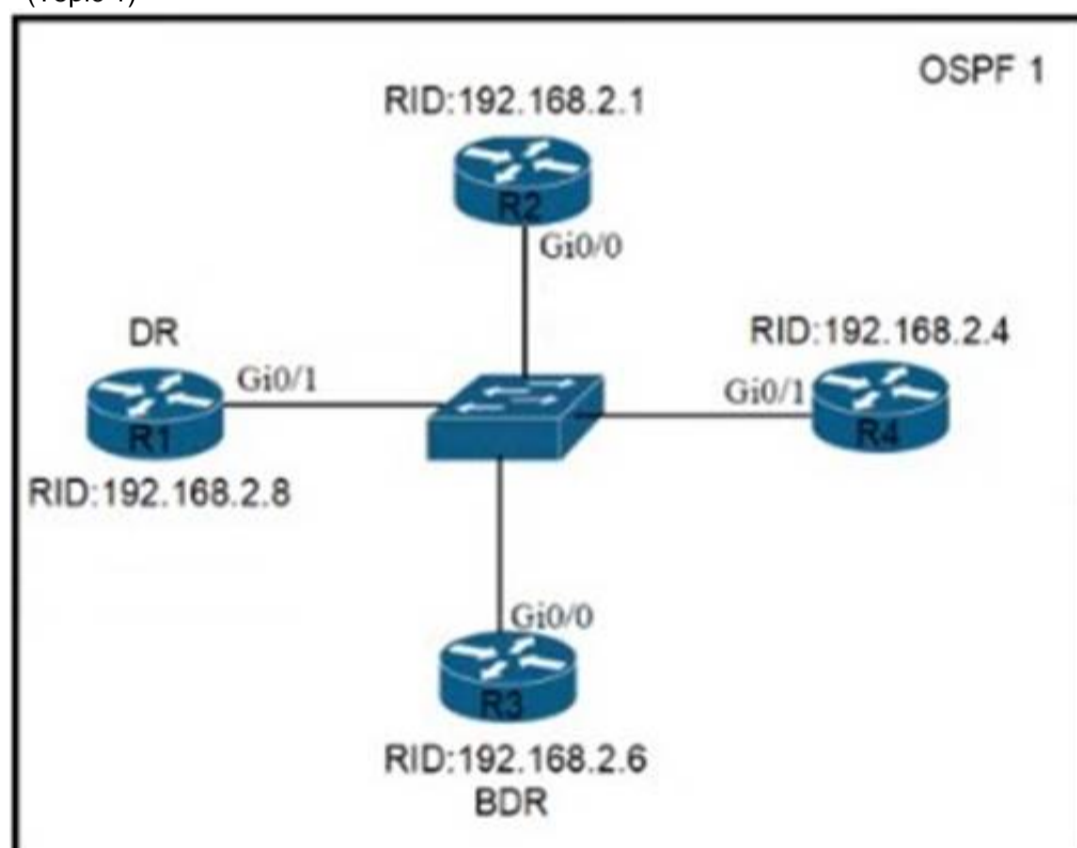 OSPF 1
RID:192.168.2.1
R2
Gi0/0
DR
Gi0/1
R1
RID:192.168.2.8
RID:192.168.2.4
Gi0/1
R4
Gi0/0
R3
RID:192.168.2.6
BDR